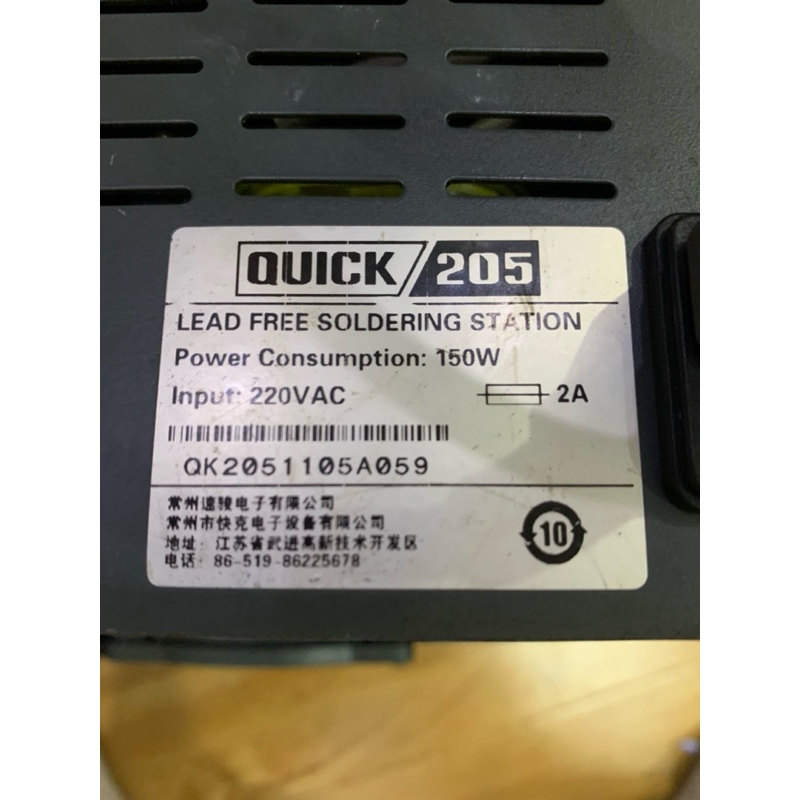 QUICK/205
LEAD FREE SOLDERING STATION
Power Consumption: 150W
Input: 220VAC
2A
QK2051105A059
常州速骏电子有限公司
常州市快克电子设备有限公司
地址: 江苏省武进高新技术开发区
电话: 86-519-86225678
10